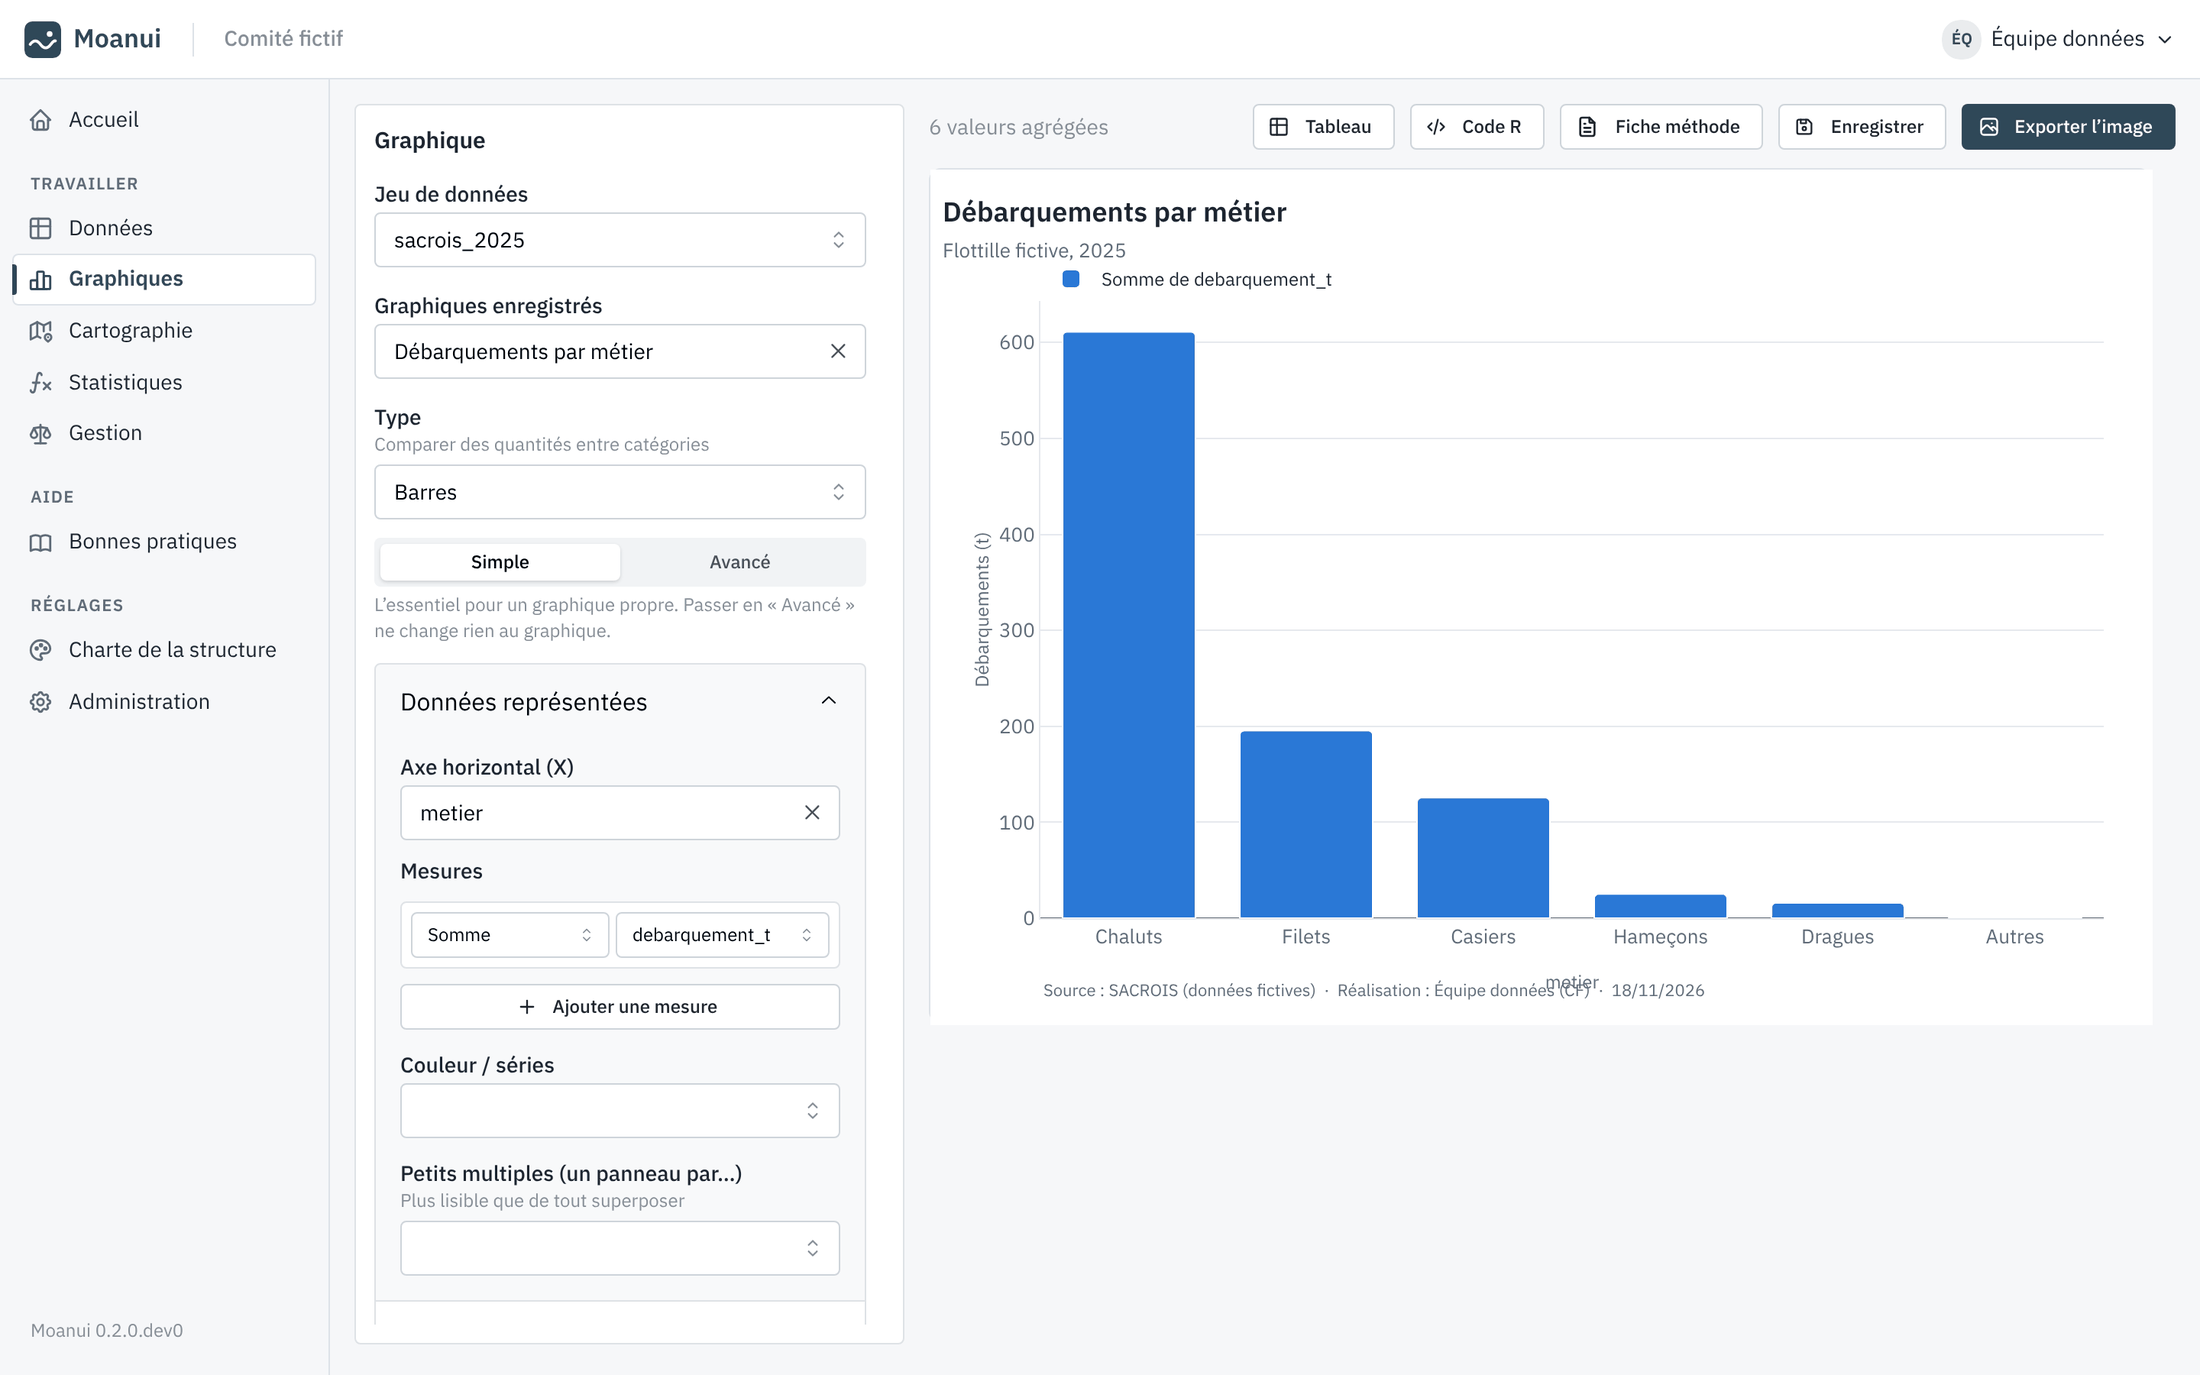 Moanui
Comité fictif
ÉQ
Équipe données
Accueil
TRAVAILLER
Données
Graphiques
Cartographie
Statistiques
Gestion
AIDE
Bonnes pratiques
RÉGLAGES
Charte de la structure
Administration
Moanui 0.2.0.dev0
Graphique
Jeu de données
sacrois_2025
Graphiques enregistrés
Débarquements par métier
Type
Comparer des quantités entre catégories
Barres
Simple
Avancé
L’essentiel pour un graphique propre. Passer en « Avancé »
ne change rien au graphique.
Données représentées
Axe horizontal (X)
metier
Mesures
Somme
debarquement_t
Ajouter une mesure
Couleur / séries
Petits multiples (un panneau par…)
Plus lisible que de tout superposer
6 valeurs agrégées
Tableau
Code R
Fiche méthode
Enregistrer
Exporter l’image
Débarquements par métier
Flottille fictive, 2025
Somme de debarquement_t
Débarquements (t)
600
500
400
300
200
100
0
Chaluts
Filets
Casiers
Hameçons
Dragues
Autres
metier
Source : SACROIS (données fictives) · Réalisation : Équipe données (CF) · 18/11/2026